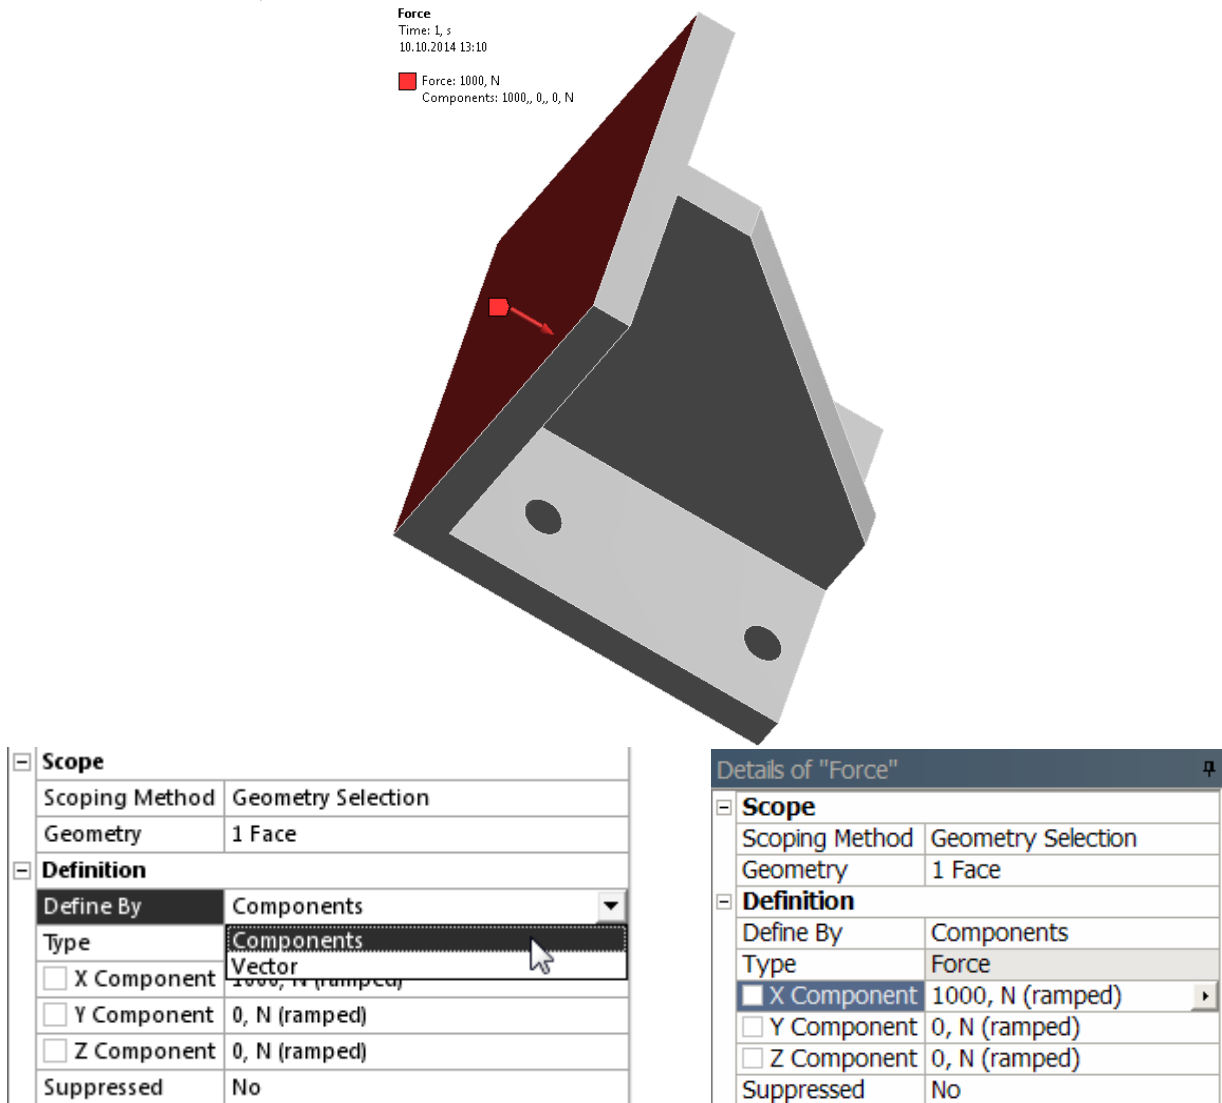 Force
Time: 1, s
10.10.2014 13:10
Force: 1000, N
Components: 1000,, 0,, 0, N
Scope
Scoping Method Geometry Selection
Geometry 1 Face
Definition
Define By Components
Components
Type
Vector
X Component 1000, N (ramped)
Y Component 0, N (ramped)
Z Component 0, N (ramped)
Suppressed No
Details of "Force"
Scope
Scoping Method Geometry Selection
Geometry 1 Face
Definition
Define By Components
Type Force
X Component 1000, N (ramped)
Y Component 0, N (ramped)
Z Component 0, N (ramped)
Suppressed No